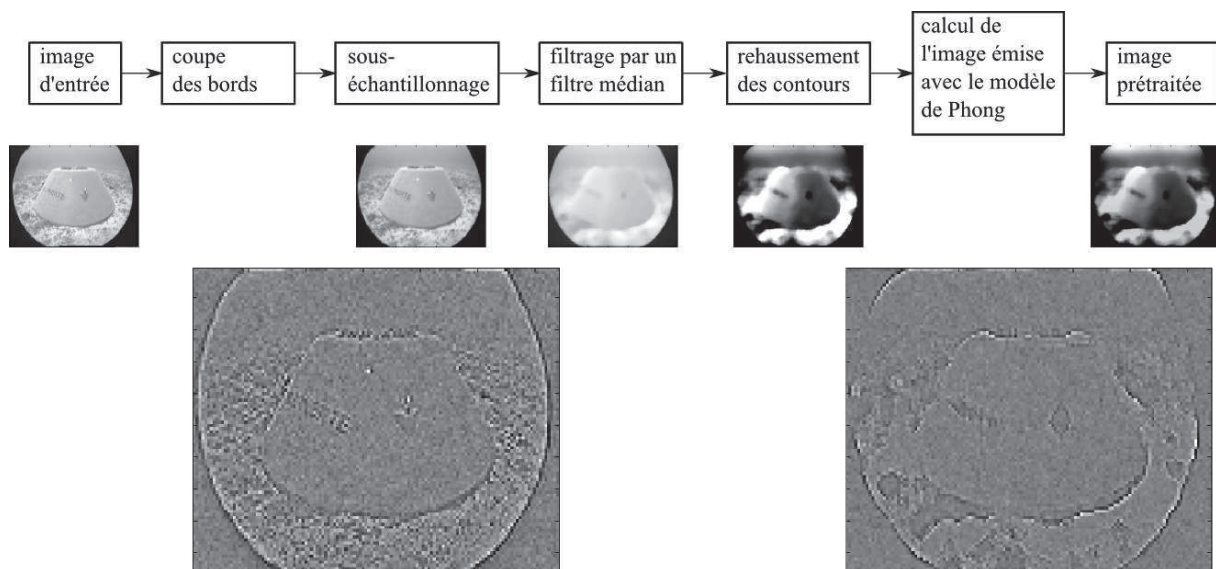 image
d'entrée
coupe
des bords
sous-
échantillonnage
filtrage par un
filtre médian
rehaussement
des contours
calcul de
l'image émise
avec le modèle
de Phong
image
prétraitée